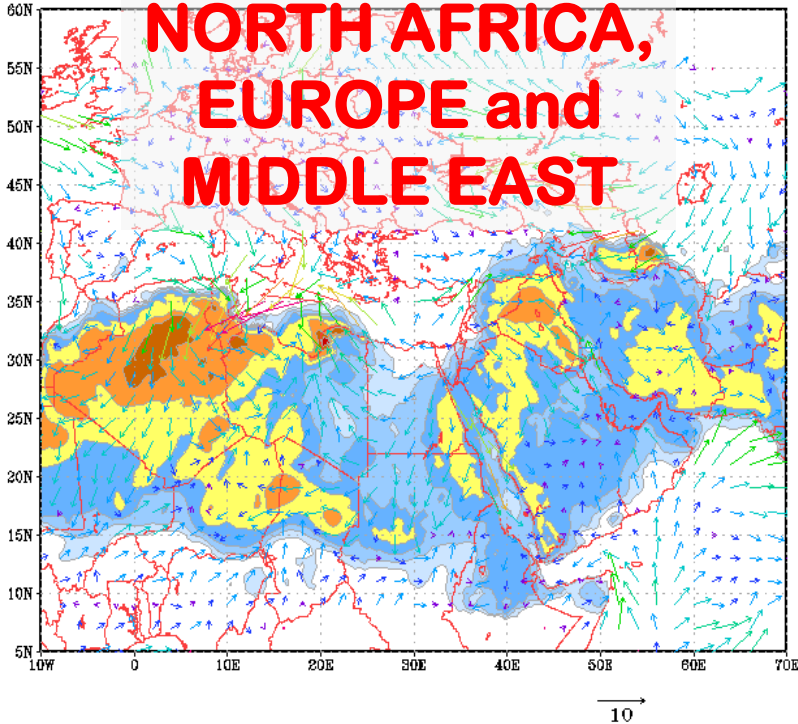 NORTH AFRICA,
EUROPE and
MIDDLE EAST
60N
55N
50N
45N
40N
35N
30N
25N
20N
15N
10N
5N
10W 0 10E 20E 30E 40E 50E 60E 70E
10